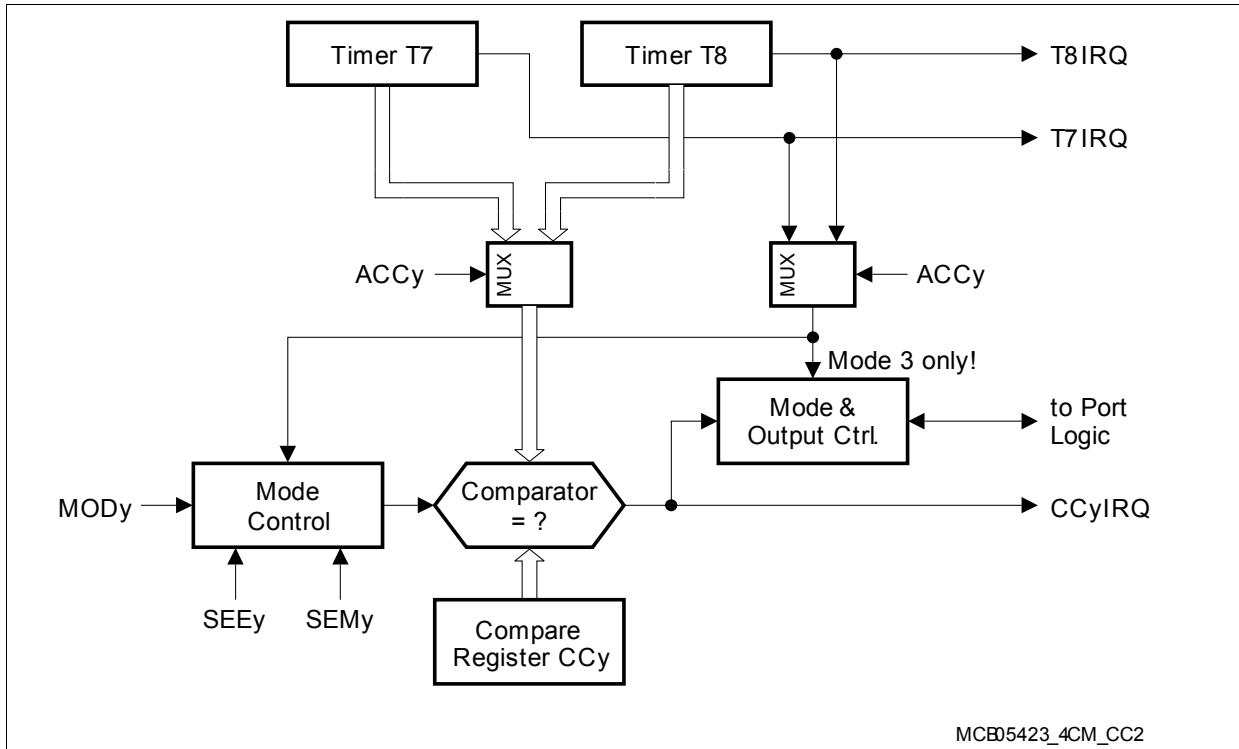 Timer T7
Timer T8
T8IRQ
T7IRQ
ACCy
MUX
MUX
ACCy
Mode 3 only!
Mode &
Output Ctrl.
to Port
Logic
MODy
Mode
Control
Comparator
= ?
CCyIRQ
SEEy
SEMy
Compare
Register CCy
MCB05423_4CM_CC2